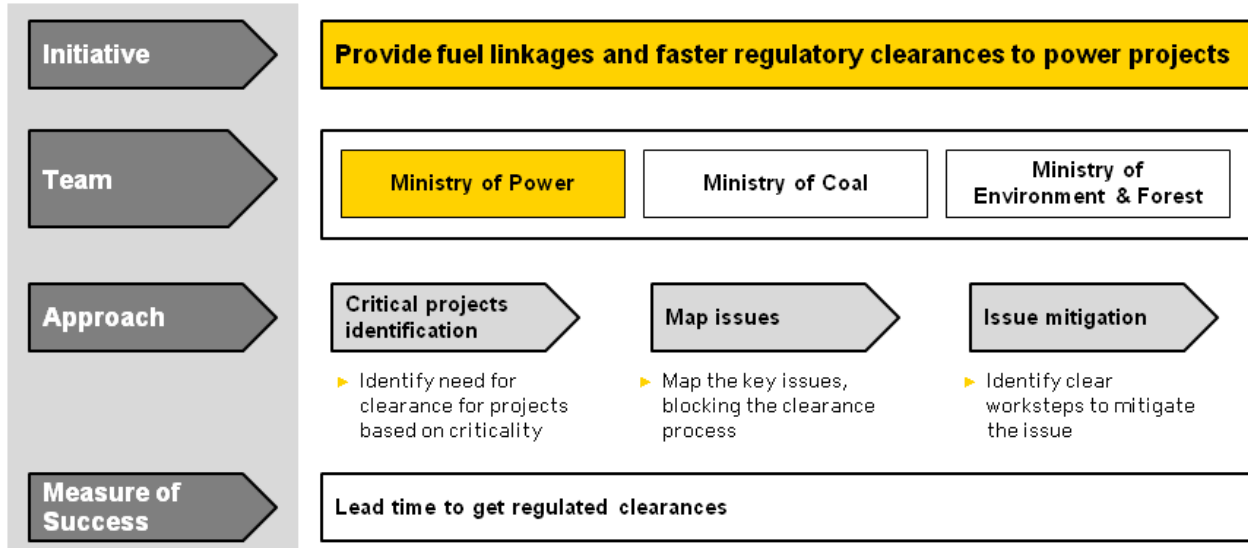 Initiative
Provide fuel linkages and faster regulatory clearances to power projects
Team
Ministry of Power
Ministry of Coal
Ministry of
Environment & Forest
Approach
Critical projects
identification
Map issues
Issue mitigation
► Identify need for
clearance for projects
based on criticality
► Map the key issues,
blocking the clearance
process
► Identify clear
worksteps to mitigate
the issue
Measure of
Success
Lead time to get regulated clearances